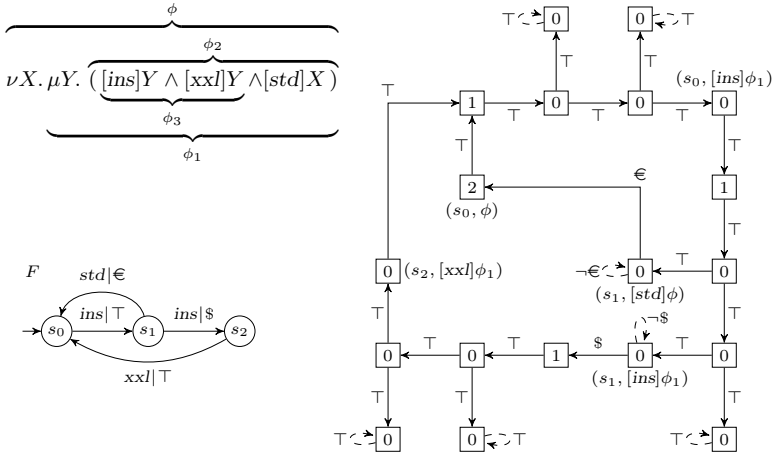 ϕ
ϕ₂
νX. μY. ( [ins]Y ∧ [xxl]Y ∧[std]X )
ϕ₃
ϕ₁
F
std|€
ins|⊤
ins|$
s₀
s₁
s₂
xxl|⊤
⊤ 0 0 ⊤
⊤ ⊤
(s₀, [ins]ϕ₁)
⊤ 1 ⊤ 0 ⊤ 0 ⊤ 0
⊤ ⊤
2 € 1
(s₀, ϕ)
⊤
0 (s₂, [xxl]ϕ₁) ¬€ 0 ⊤ 0
(s₁, [std]ϕ)
⊤ ¬$ ⊤
0 ⊤ 0 ⊤ 1 $ 0 ⊤ 0
(s₁, [ins]ϕ₁)
⊤ ⊤ ⊤
⊤ 0 0 ⊤ ⊤ 0